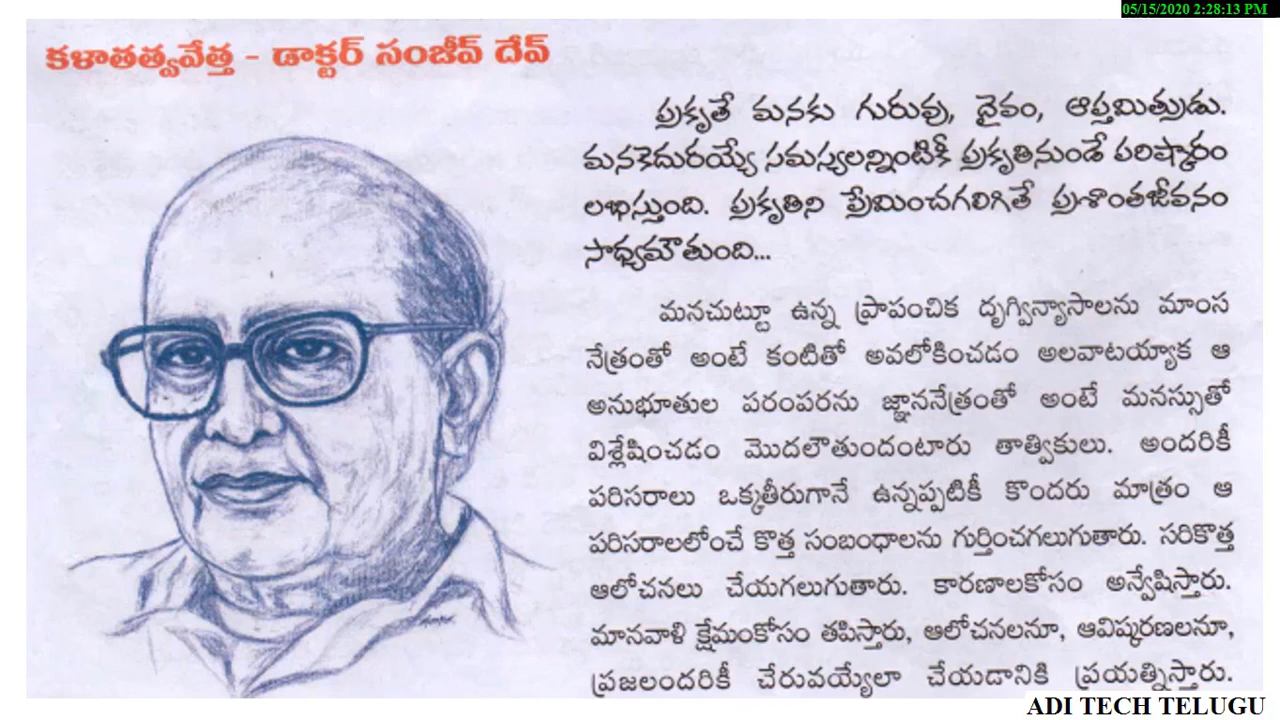 05/15/2020 2:28:13 PM
కళాతత్వవేత్త - డాక్టర్ సంజీవ్ దేవ్
ప్రకృతే మనకు గురువు, దైవం, ఆప్తమిత్రుడు.
మనకెదురయ్యే సమస్యలన్నింటికీ ప్రకృతినుండే పరిష్కారం
లభిస్తుంది. ప్రకృతిని ప్రేమించగలిగితే ప్రశాంతజీవనం
సాధ్యమౌతుంది...
మనచుట్టూ ఉన్న ప్రాపంచిక దృగ్విన్యాసాలను మాంస
నేత్రంతో అంటే కంటితో అవలోకించడం అలవాటయ్యాక ఆ
అనుభూతుల పరంపరను జ్ఞాననేత్రంతో అంటే మనస్సుతో
విశ్లేషించడం మొదలౌతుందంటారు తాత్వికులు. అందరికీ
పరిసరాలు ఒక్కతీరుగానే ఉన్నప్పటికీ కొందరు మాత్రం ఆ
పరిసరాలలోంచే కొత్త సంబంధాలను గుర్తించగలుగుతారు. సరికొత్త
ఆలోచనలు చేయగలుగుతారు. కారణాలకోసం అన్వేషిస్తారు.
మానవాళి క్షేమంకోసం తపిస్తారు, ఆలోచనలనూ, ఆవిష్కరణలనూ,
ప్రజలందరికీ చేరువయ్యేలా చేయడానికి ప్రయత్నిస్తారు.
ADI TECH TELUGU